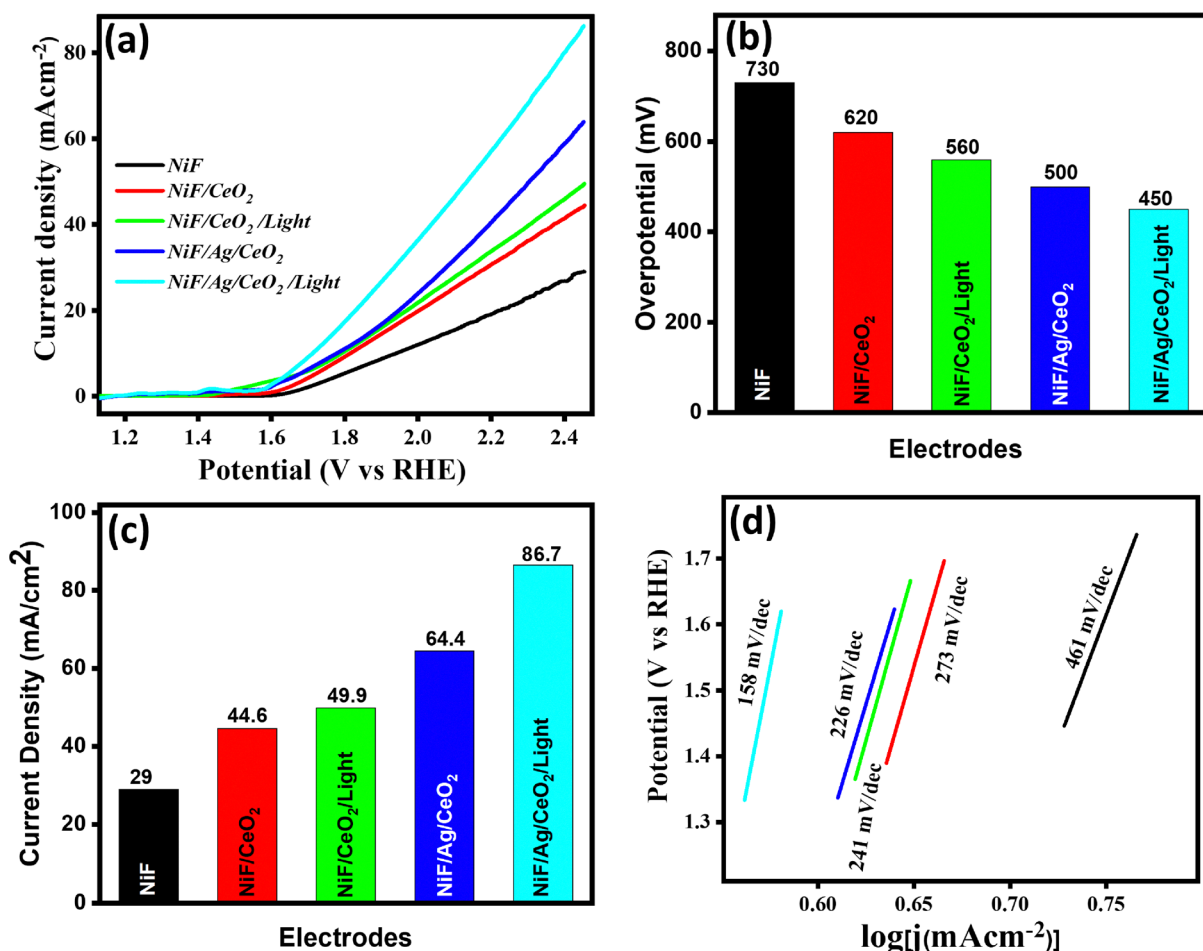 (a)
Current density (mAcm⁻²)
80
60
40
20
0
NiF
NiF/CeO₂
NiF/CeO₂ /Light
NiF/Ag/CeO₂
NiF/Ag/CeO₂ /Light
1.2 1.4 1.6 1.8 2.0 2.2 2.4
Potential (V vs RHE)
(b)
Overpotential (mV)
800
600
400
200
0
730
620
560
500
450
NiF
NiF/CeO₂
NiF/CeO₂/Light
NiF/Ag/CeO₂
NiF/Ag/CeO₂/Light
Electrodes
(c)
Current Density (mA/cm²)
100
80
60
40
20
0
29
44.6
49.9
64.4
86.7
NiF
NiF/CeO₂
NiF/CeO₂/Light
NiF/Ag/CeO₂
NiF/Ag/CeO₂/Light
Electrodes
(d)
Potential (V vs RHE)
1.7
1.6
1.5
1.4
1.3
158 mV/dec
226 mV/dec
241 mV/dec
273 mV/dec
461 mV/dec
0.60 0.65 0.70 0.75
log[j(mAcm⁻²)]